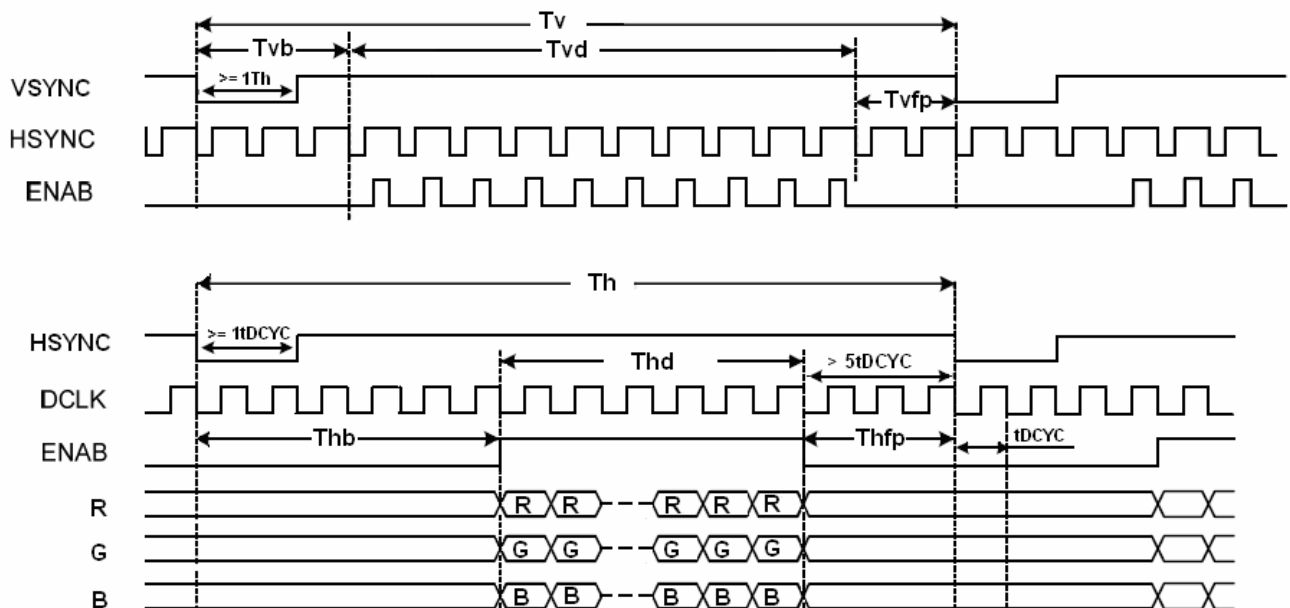 Tv
Tvb Tvd
VSYNC >= 1Th Tvfp
HSYNC
ENAB
Th
HSYNC >= 1tDCYC Thd > 5tDCYC
DCLK
ENAB Thb Thfp tDCYC
R R R R R R
G G G G G G
B B B B B B